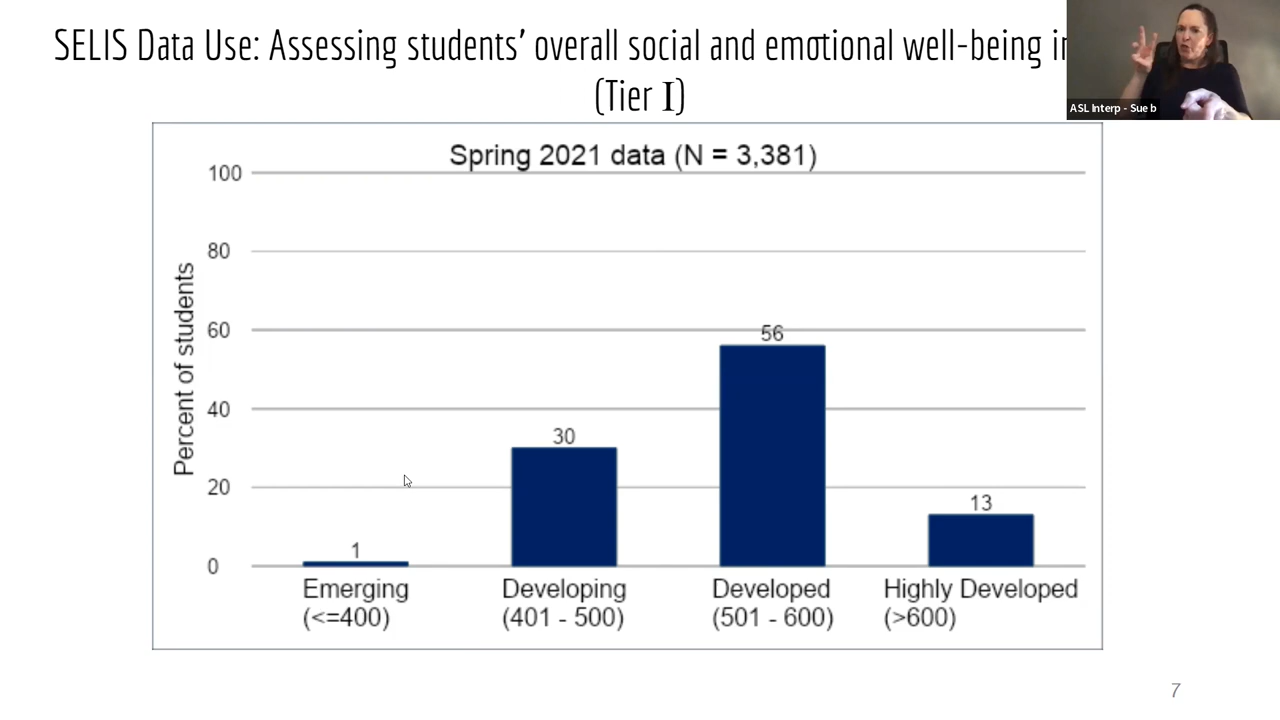 SELIS Data Use: Assessing students’ overall social and emotional well-being
(Tier I)
ASL Interp - Sue b
Spring 2021 data (N = 3,381)
100
80
60
40
20
0
Percent of students
1
30
56
13
Emerging
(<=400)
Developing
(401 - 500)
Developed
(501 - 600)
Highly Developed
(>600)
7